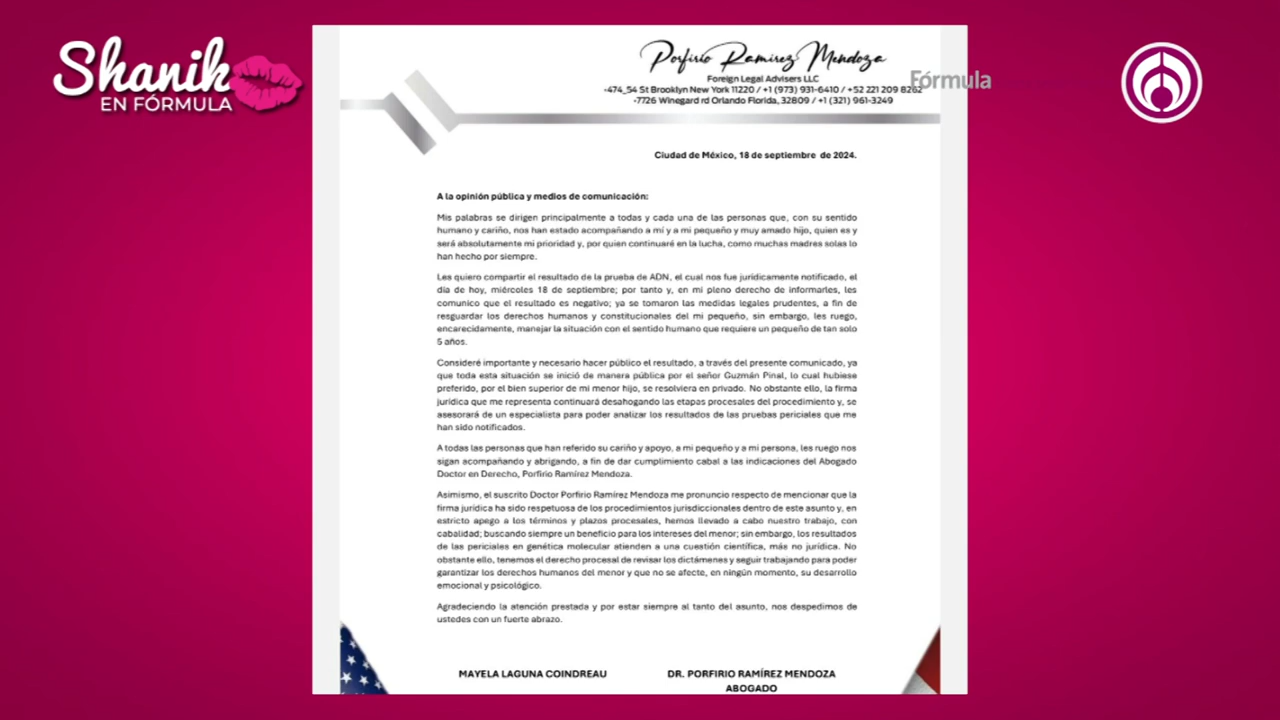 Shanik
EN FÓRMULA
Porfirio Ramirez Mendoza
Foreign Legal Advisers LLC
-474_54 St Brooklyn New York 11220 / +1 (973) 931-6410 / +52 221 209 8262
-7726 Winegard rd Orlando Florida, 32809 / +1 (321) 961-3249
Fórmula
Ciudad de México, 18 de septiembre de 2024.
A la opinión pública y medios de comunicación:
Mis palabras se dirigen principalmente a todas y cada una de las personas que, con su sentido
humano y cariño, nos han estado acompañando a mí y a mi pequeño y muy amado hijo, quien es y
será absolutamente mi prioridad y, por quien continuaré en la lucha, como muchas madres solas lo
han hecho por siempre.
Les quiero compartir el resultado de la prueba de ADN, el cual nos fue jurídicamente notificado, el
día de hoy, miércoles 18 de septiembre; por tanto y, en mi pleno derecho de informarles, les
comunico que el resultado es negativo; ya se tomaron las medidas legales prudentes, a fin de
resguardar los derechos humanos y constitucionales del mi pequeño, sin embargo, les ruego,
encarecidamente, manejar la situación con el sentido humano que requiere un pequeño de tan solo
5 años.
Consideré importante y necesario hacer público el resultado, a través del presente comunicado, ya
que toda esta situación se inició de manera pública por el señor Guzmán Pinal, lo cual hubiese
preferido, por el bien superior de mi menor hijo, se resolviera en privado. No obstante ello, la firma
jurídica que me representa continuará desahogando las etapas procesales del procedimiento y, se
asesorará de un especialista para poder analizar los resultados de las pruebas periciales que me
han sido notificados.
A todas las personas que han referido su cariño y apoyo, a mi pequeño y a mi persona, les ruego nos
sigan acompañando y abrigando, a fin de dar cumplimiento cabal a las indicaciones del Abogado
Doctor en Derecho, Porfirio Ramírez Mendoza.
Asimismo, el suscrito Doctor Porfirio Ramírez Mendoza me pronuncio respecto de mencionar que la
firma jurídica ha sido respetuosa de los procedimientos jurisdiccionales dentro de este asunto y, en
estricto apego a los términos y plazos procesales, hemos llevado a cabo nuestro trabajo, con
cabalidad; buscando siempre un beneficio para los intereses del menor; sin embargo, los resultados
de las periciales en genética molecular atienden a una cuestión científica, más no jurídica. No
obstante ello, tenemos el derecho procesal de revisar los dictámenes y seguir trabajando para poder
garantizar los derechos humanos del menor y que no se afecte, en ningún momento, su desarrollo
emocional y psicológico.
Agradeciendo la atención prestada y por estar siempre al tanto del asunto, nos despedimos de
ustedes con un fuerte abrazo.
MAYELA LAGUNA COINDREAU
DR. PORFIRIO RAMÍREZ MENDOZA
ABOGADO